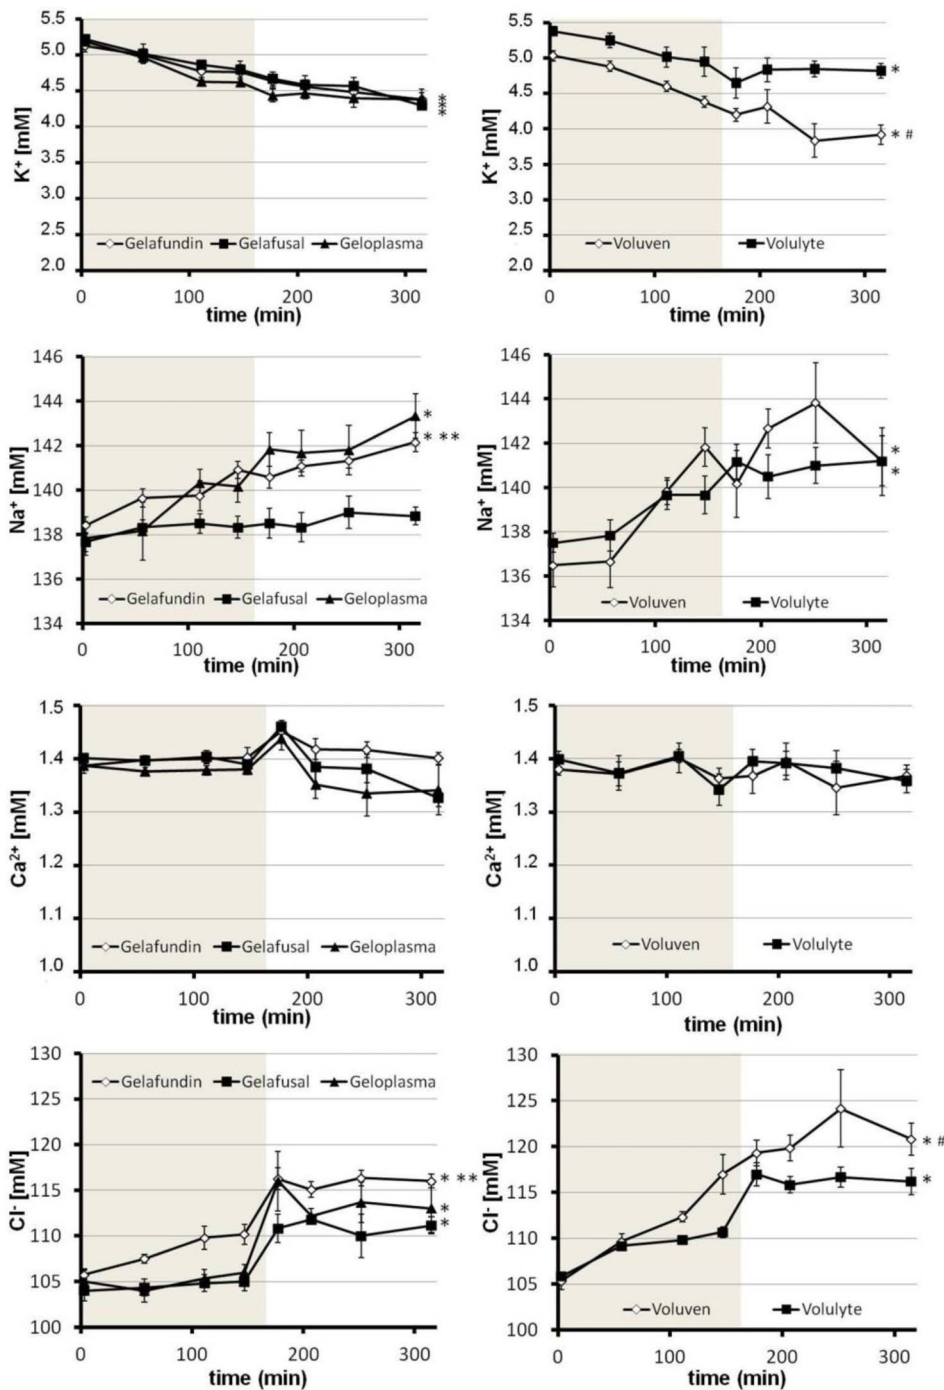 K⁺ [mM]
5.5
5.0
4.5
4.0
3.5
3.0
2.5
2.0
Gelafundin Gelafusal Geloplasma
*
*
*
0 100 200 300
time (min)
K⁺ [mM]
5.5
5.0
4.5
4.0
3.5
3.0
2.5
2.0
*
* #
Voluven Volulyte
0 100 200 300
time (min)
Na⁺ [mM]
146
144
142
140
138
136
134
*
* **
Gelafundin Gelafusal Geloplasma
0 100 200 300
time (min)
Na⁺ [mM]
146
144
142
140
138
136
134
*
*
Voluven Volulyte
0 100 200 300
time (min)
Ca²⁺ [mM]
1.5
1.4
1.3
1.2
1.1
1.0
Gelafundin Gelafusal Geloplasma
0 100 200 300
time (min)
Ca²⁺ [mM]
1.5
1.4
1.3
1.2
1.1
1.0
Voluven Volulyte
0 100 200 300
time (min)
Cl⁻ [mM]
130
125
120
115
110
105
100
Gelafundin Gelafusal Geloplasma
* **
*
*
0 100 200 300
time (min)
Cl⁻ [mM]
130
125
120
115
110
105
100
* #
*
Voluven Volulyte
0 100 200 300
time (min)